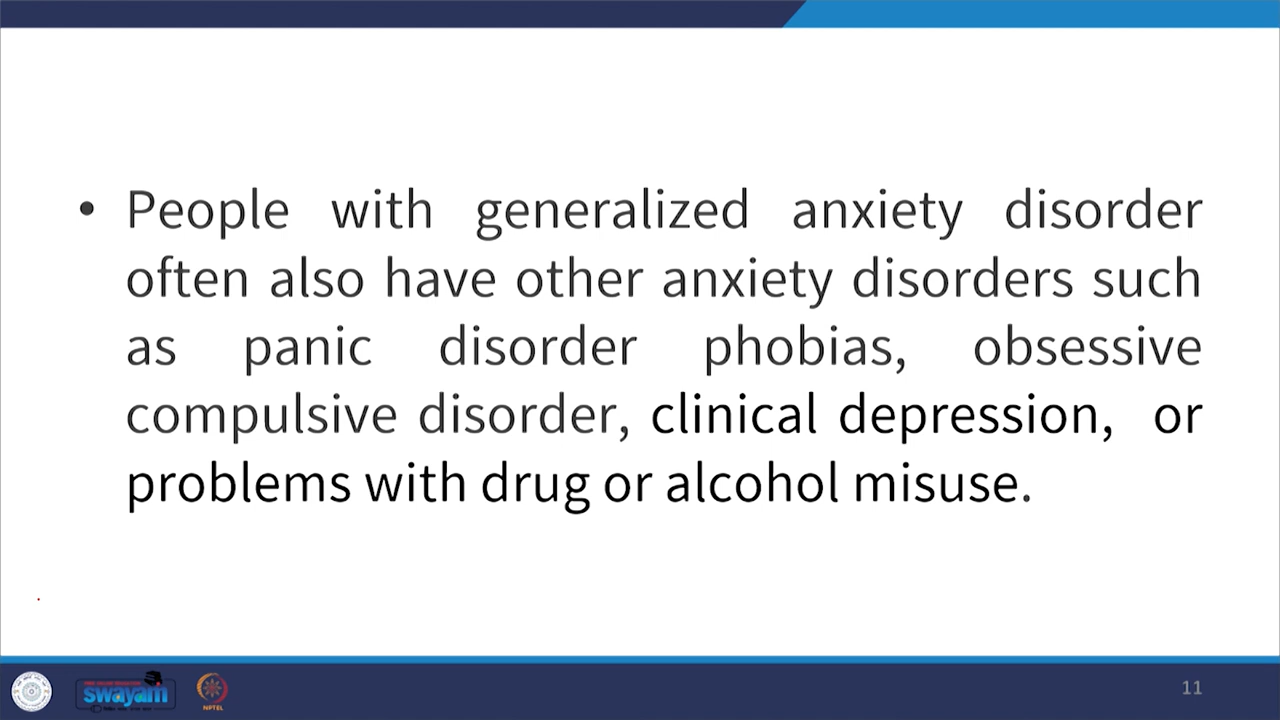 • People with generalized anxiety disorder
often also have other anxiety disorders such
as panic disorder phobias, obsessive
compulsive disorder, clinical depression, or
problems with drug or alcohol misuse.
swayam
NPTEL
11